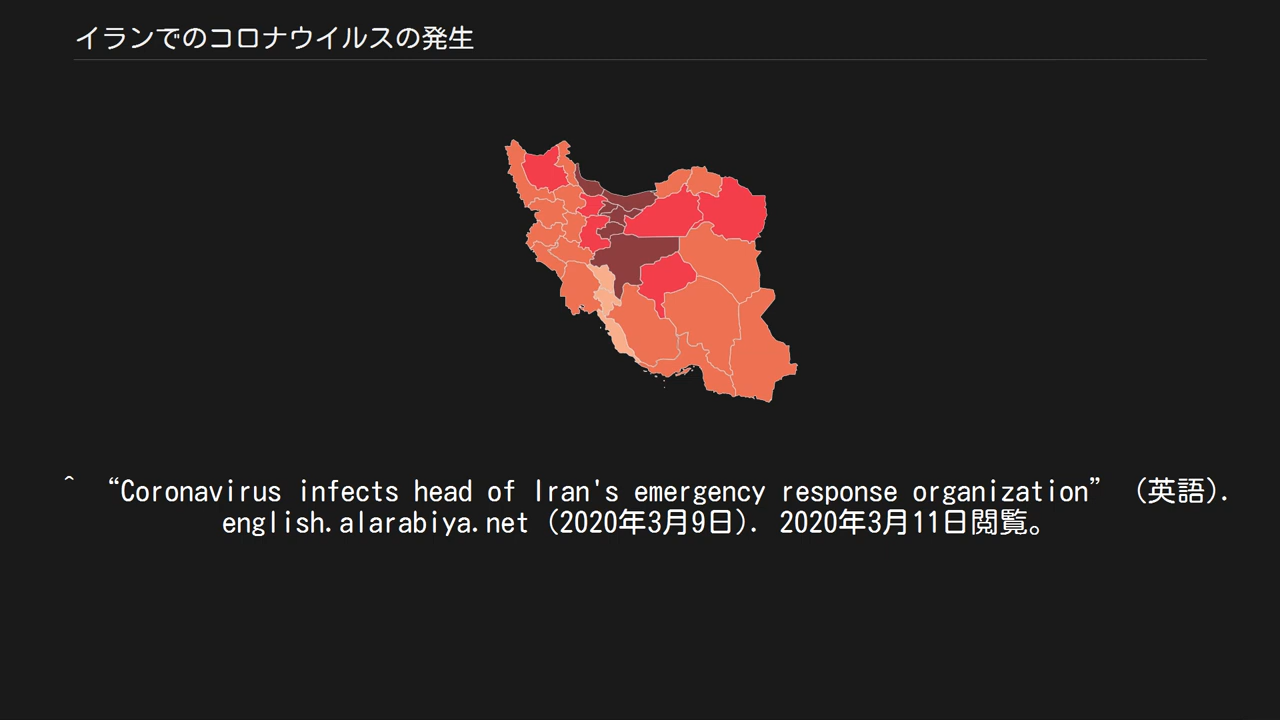 イランでのコロナウイルスの発生
^ “Coronavirus infects head of Iran's emergency response organization” (英語).
english.alarabiya.net (2020年3月9日). 2020年3月11日閲覧。